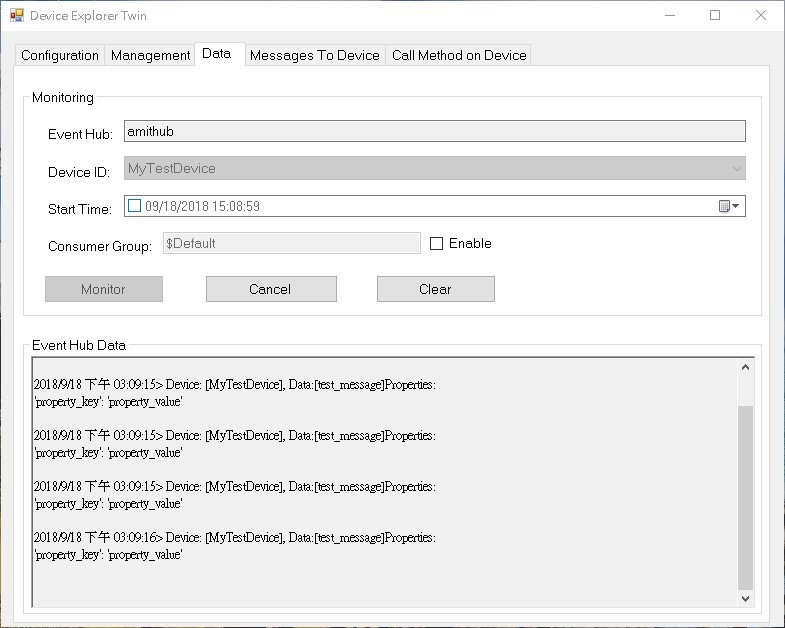 Device Explorer Twin
Configuration Management Data Messages To Device Call Method on Device
Monitoring
Event Hub: amithub
Device ID: MyTestDevice
Start Time: 09/18/2018 15:08:59
Consumer Group: $Default Enable
Monitor Cancel Clear
Event Hub Data
2018/9/18 下午 03:09:15> Device: [MyTestDevice], Data:[test_message]Properties:
'property_key': 'property_value'
2018/9/18 下午 03:09:15> Device: [MyTestDevice], Data:[test_message]Properties:
'property_key': 'property_value'
2018/9/18 下午 03:09:15> Device: [MyTestDevice], Data:[test_message]Properties:
'property_key': 'property_value'
2018/9/18 下午 03:09:16> Device: [MyTestDevice], Data:[test_message]Properties:
'property_key': 'property_value'